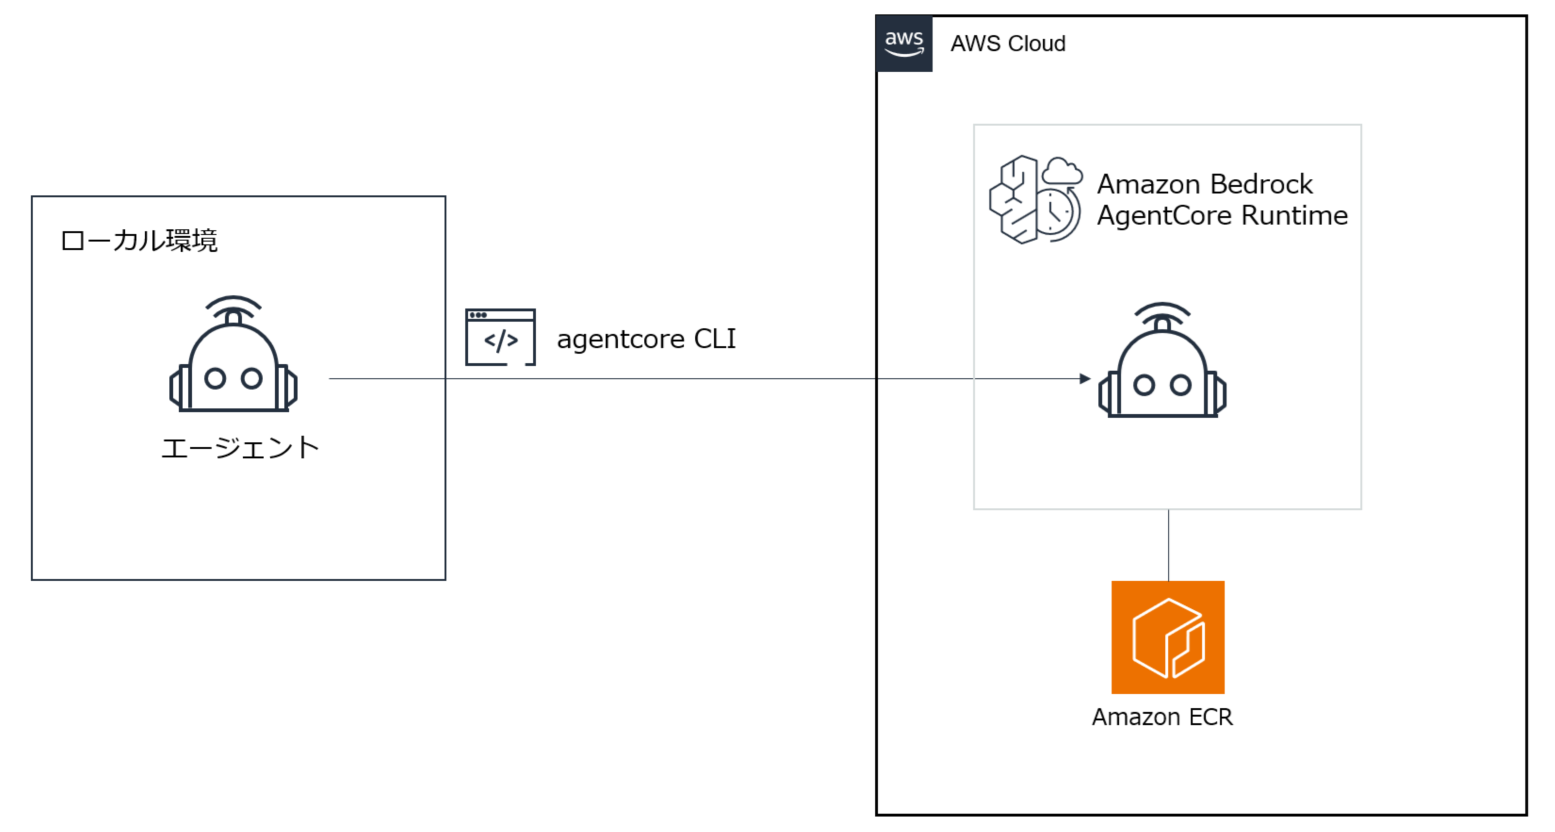 aws
AWS Cloud
Amazon Bedrock
AgentCore Runtime
ローカル環境
</> agentcore CLI
エージェント
Amazon ECR